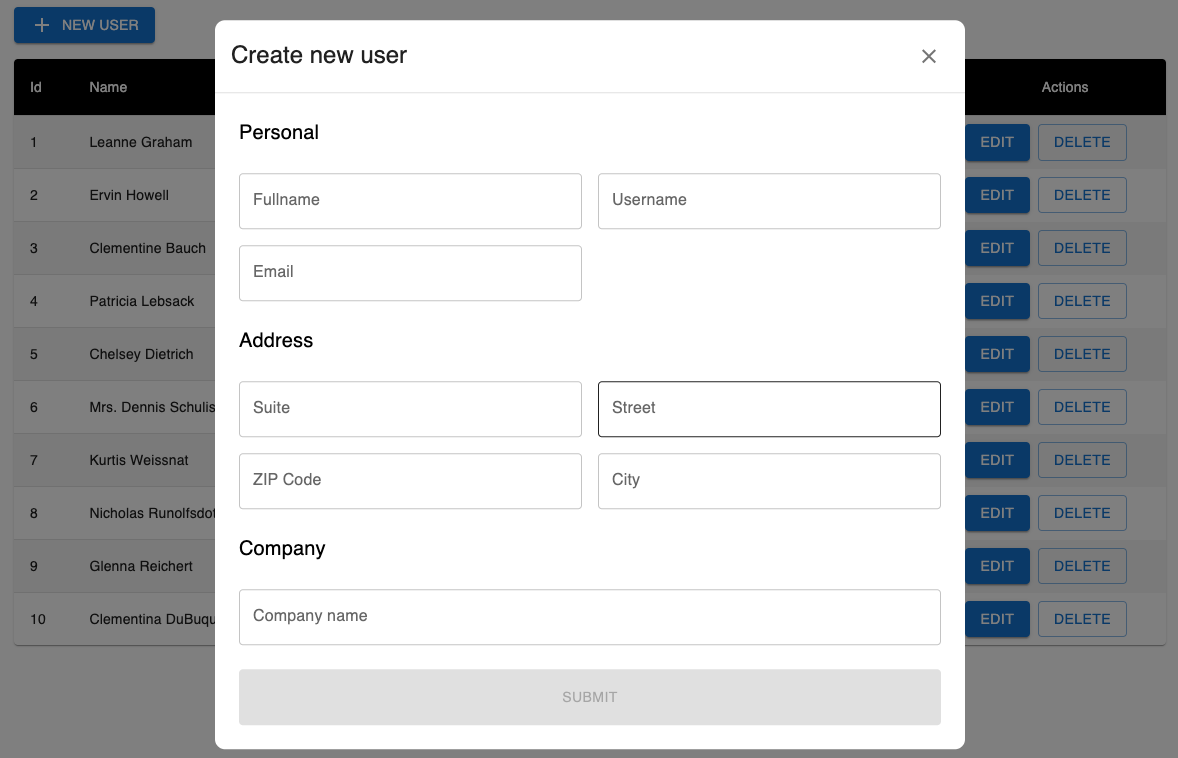 NEW USER
Create new user
Id Name Actions
Personal
1 Leanne Graham EDIT DELETE
Fullname Username
2 Ervin Howell EDIT DELETE
3 Clementine Bauch EDIT DELETE
Email
4 Patricia Lebsack EDIT DELETE
Address
5 Chelsey Dietrich EDIT DELETE
6 Mrs. Dennis Schulis EDIT DELETE
Suite Street
7 Kurtis Weissnat EDIT DELETE
ZIP Code City
8 Nicholas Runolfsdot EDIT DELETE
Company
9 Glenna Reichert EDIT DELETE
10 Clementina DuBuqu EDIT DELETE
Company name
SUBMIT